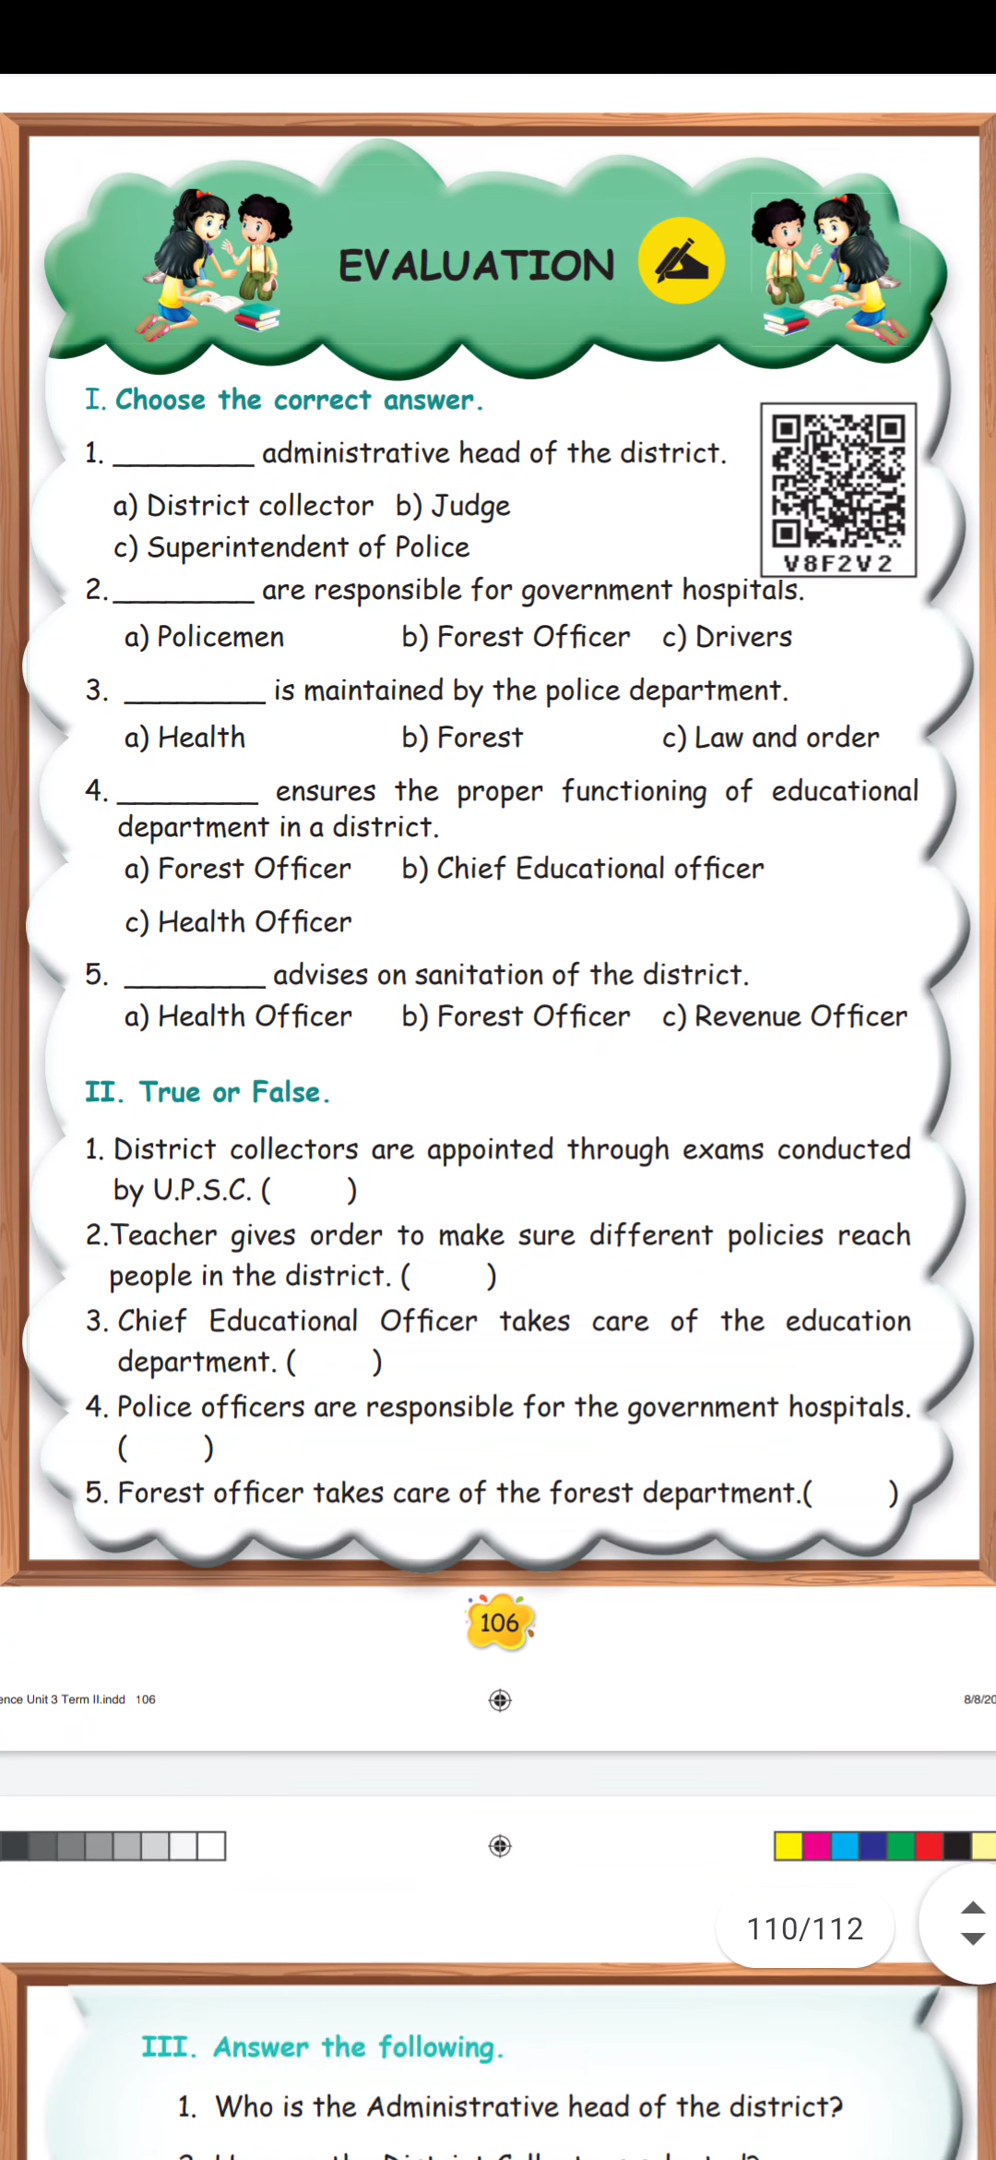 EVALUATION
I. Choose the correct answer.
1. _________ administrative head of the district.
a) District collector b) Judge
c) Superintendent of Police
V8F2V2
2._________ are responsible for government hospitals.
a) Policemen b) Forest Officer c) Drivers
3. _________ is maintained by the police department.
a) Health b) Forest c) Law and order
4. _________ ensures the proper functioning of educational
department in a district.
a) Forest Officer b) Chief Educational officer
c) Health Officer
5. _________ advises on sanitation of the district.
a) Health Officer b) Forest Officer c) Revenue Officer
II. True or False.
1. District collectors are appointed through exams conducted
by U.P.S.C. ( )
2.Teacher gives order to make sure different policies reach
people in the district. ( )
3. Chief Educational Officer takes care of the education
department. ( )
4. Police officers are responsible for the government hospitals.
( )
5. Forest officer takes care of the forest department.( )
106
ence Unit 3 Term II.indd 106
8/8/20
110/112
III. Answer the following.
1. Who is the Administrative head of the district?